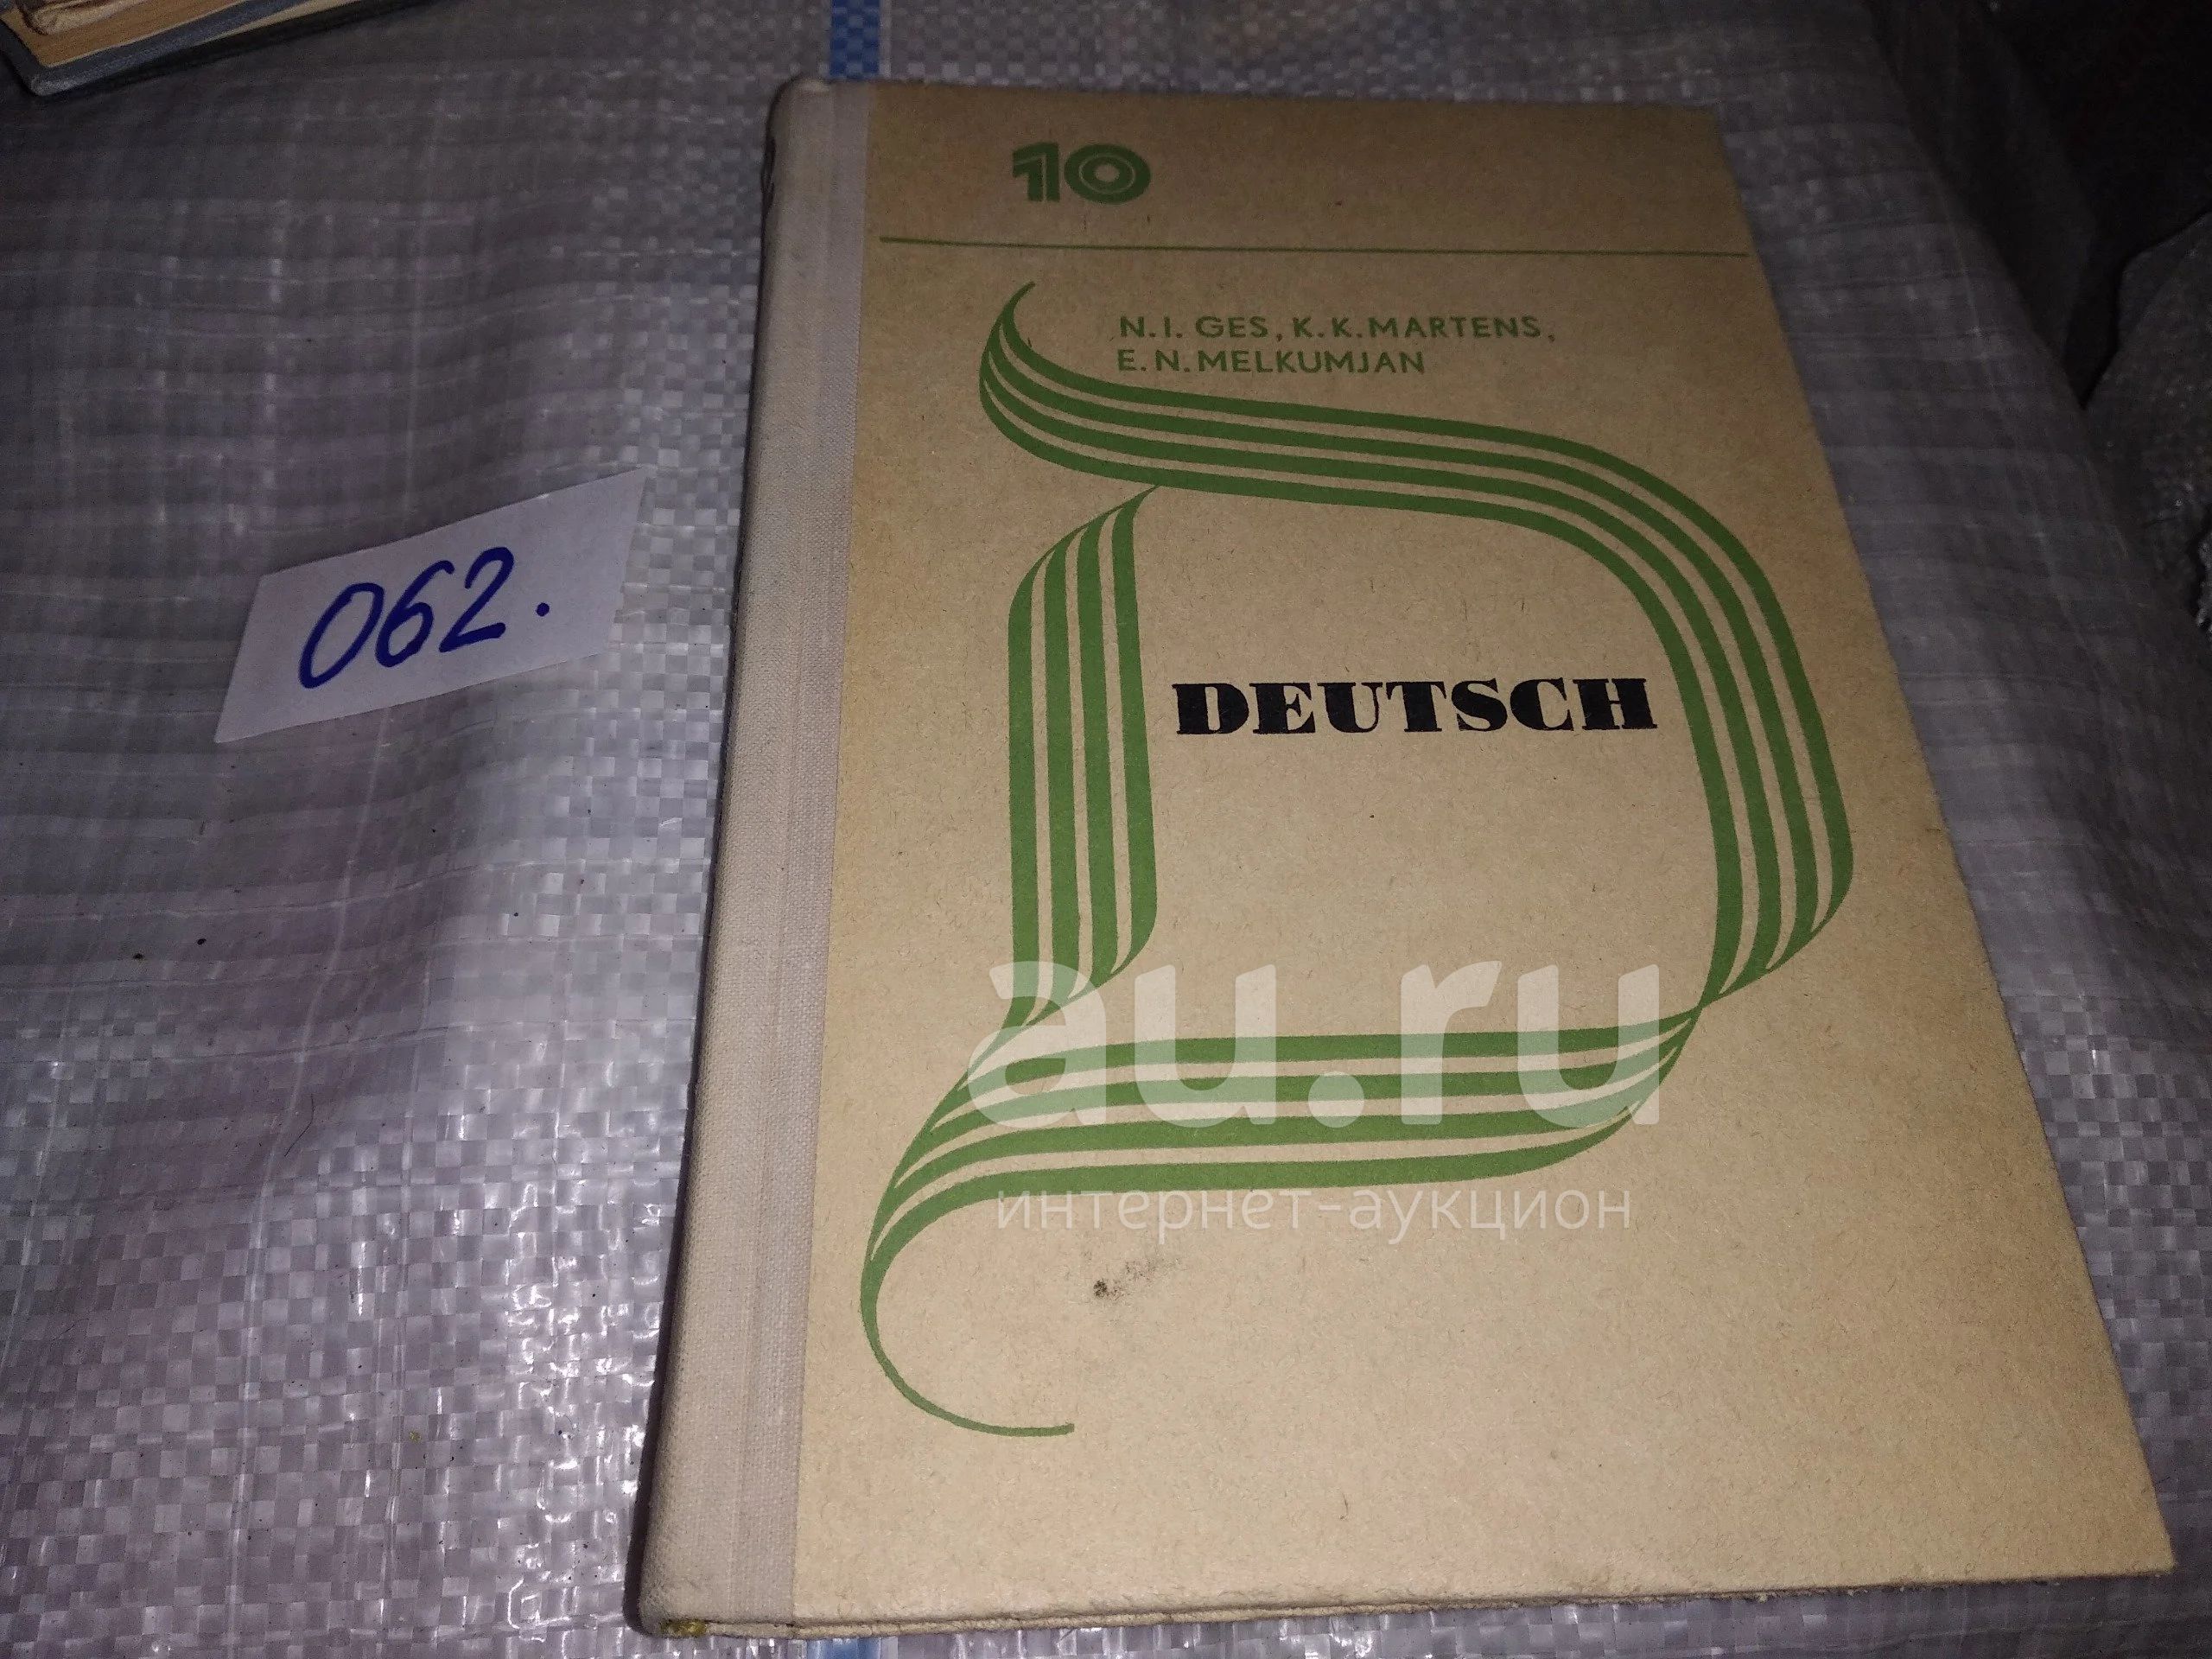 10
N. I. GES, K. K. MARTENS,
E. N. MELKUMJAN
062.
DEUTSCH
au.ru
интернет-аукцион